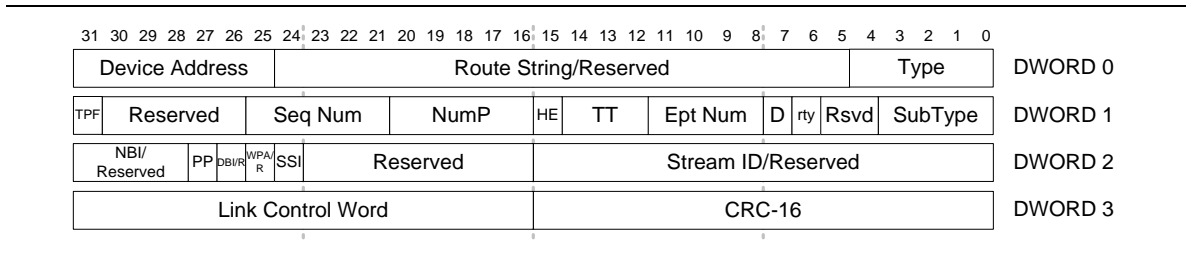 31 30 29 28 27 26 25 24 23 22 21 20 19 18 17 16 15 14 13 12 11 10 9 8 7 6 5 4 3 2 1 0
Device Address Route String/Reserved Type DWORD 0
TPF Reserved Seq Num NumP HE TT Ept Num D rty Rsvd SubType DWORD 1
NBI/ Reserved PP DBI/R WPA/ R SSI Reserved Stream ID/Reserved DWORD 2
Link Control Word CRC-16 DWORD 3